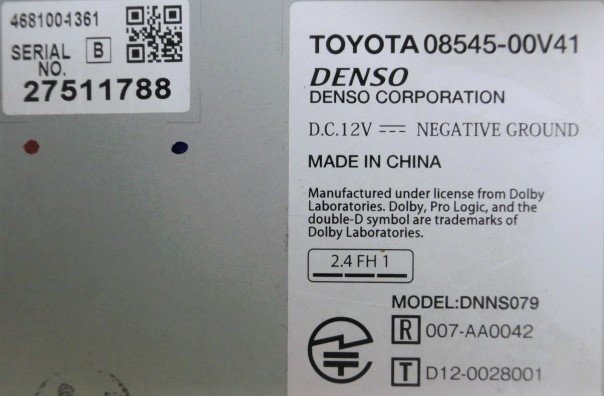 4681004361
SERIAL NO. B
27511788
TOYOTA 08545-00V41
DENSO
DENSO CORPORATION
D.C.12V NEGATIVE GROUND
MADE IN CHINA
Manufactured under license from Dolby
Laboratories. Dolby, Pro Logic, and the
double-D symbol are trademarks of
Dolby Laboratories.
2.4 FH 1
MODEL:DNNS079
R 007-AA0042
T D12-0028001